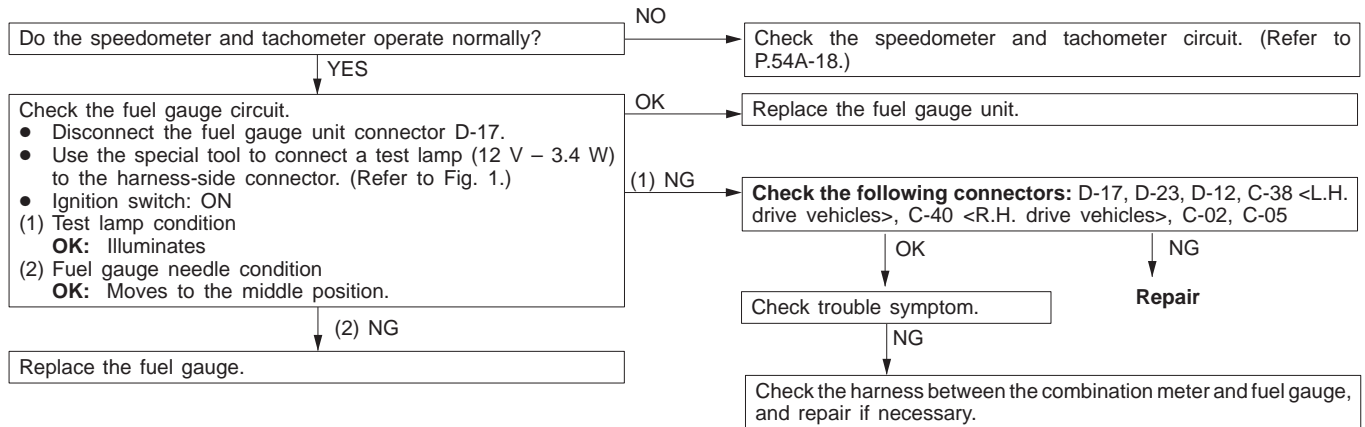 Do the speedometer and tachometer operate normally?
NO
Check the speedometer and tachometer circuit. (Refer to
P.54A-18.)
YES
Check the fuel gauge circuit.
● Disconnect the fuel gauge unit connector D-17.
● Use the special tool to connect a test lamp (12 V – 3.4 W)
to the harness-side connector. (Refer to Fig. 1.)
● Ignition switch: ON
(1) Test lamp condition
OK: Illuminates
(2) Fuel gauge needle condition
OK: Moves to the middle position.
OK
Replace the fuel gauge unit.
(1) NG
Check the following connectors: D-17, D-23, D-12, C-38 <L.H.
drive vehicles>, C-40 <R.H. drive vehicles>, C-02, C-05
OK
NG
Repair
Check trouble symptom.
NG
Check the harness between the combination meter and fuel gauge,
and repair if necessary.
(2) NG
Replace the fuel gauge.